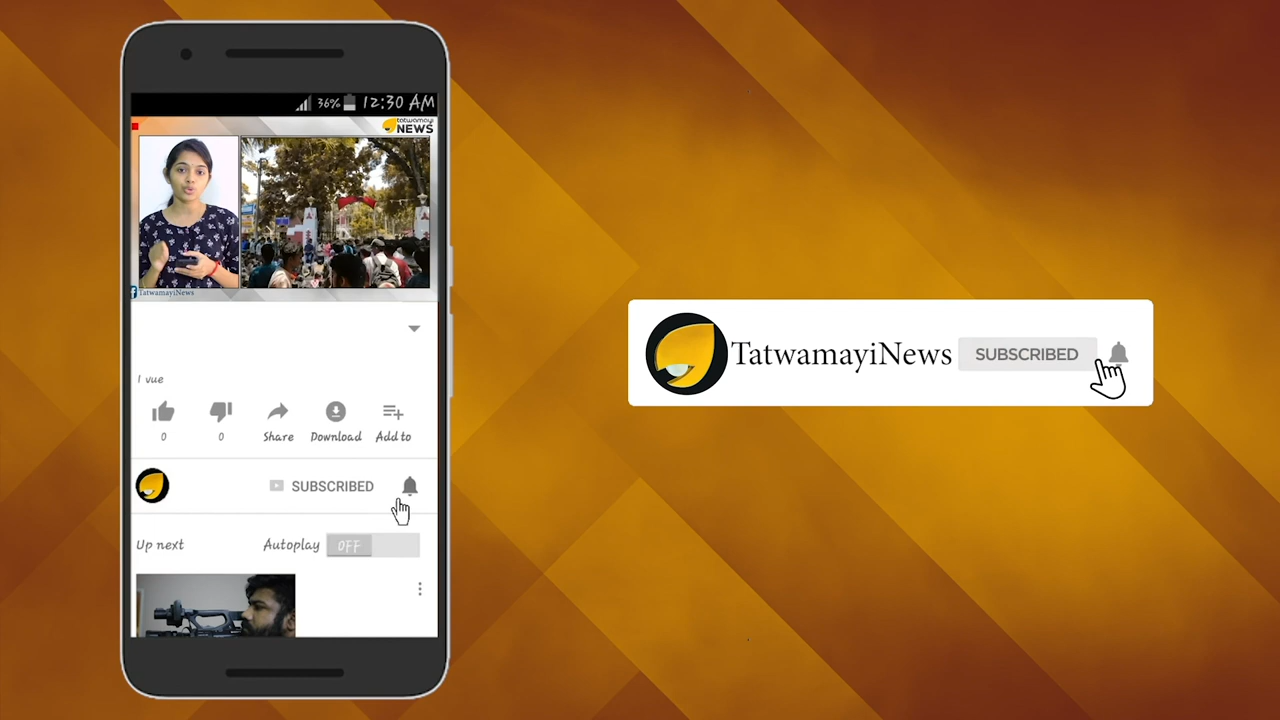 36% 12:30 AM
tatwamayi
NEWS
TatwamayiNews
1 vue
0 0 Share Download Add to
SUBSCRIBED
Up next Autoplay OFF
TatwamayiNews SUBSCRIBED